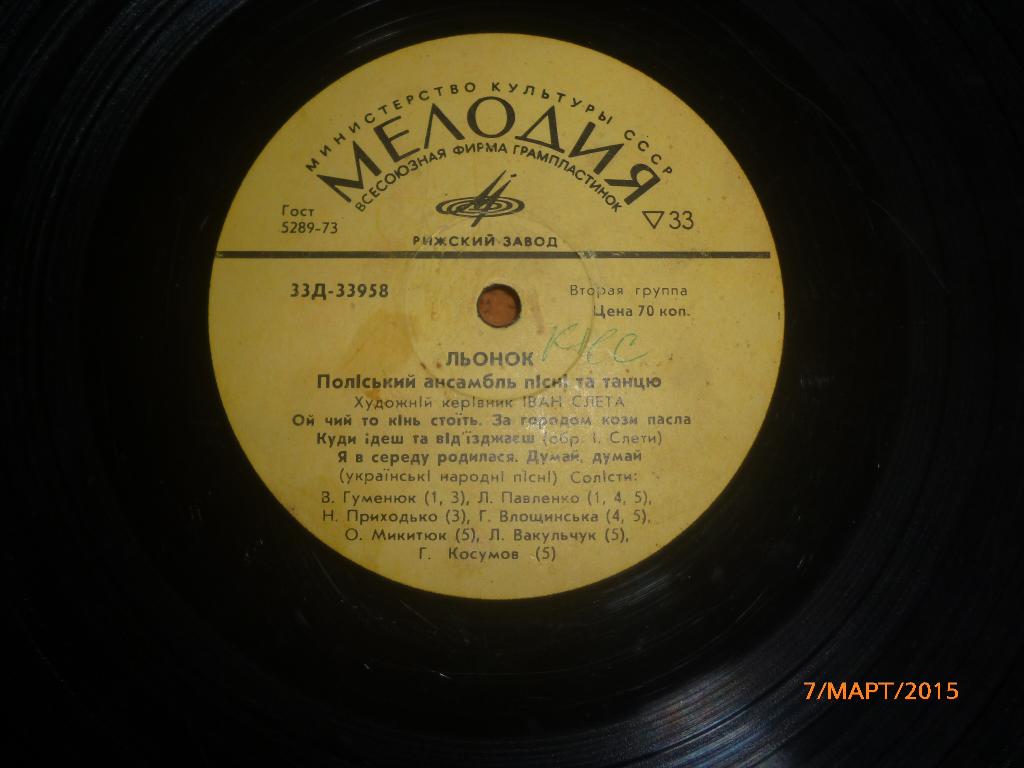 МИНИСТЕРСТВО КУЛЬТУРЫ СССР
МЕЛОДИЯ
ВСЕСОЮЗНАЯ ФИРМА ГРАМПЛАСТИНОК
Гост
5289-73
▽33
РИЖСКИЙ ЗАВОД
33Д-33958
Вторая группа
Цена 70 коп.
ЛЬОНОК
Поліський ансамбль пісні та танцю
Художній керівник ІВАН СЛЕТА
Ой чий то кінь стоїть. За городом кози пасла
Куди ідеш та від'їзджаєш (обр. І. Слети)
Я в середу родилася. Думай, думай
(українські народні пісні) Солісти:
В. Гуменюк (1, 3), Л. Павленко (1, 4, 5),
Н. Приходько (3), Г. Влощинська (4, 5),
О. Микитюк (5), Л. Вакульчук (5),
Г. Косумов (5)
7/МАРТ/2015